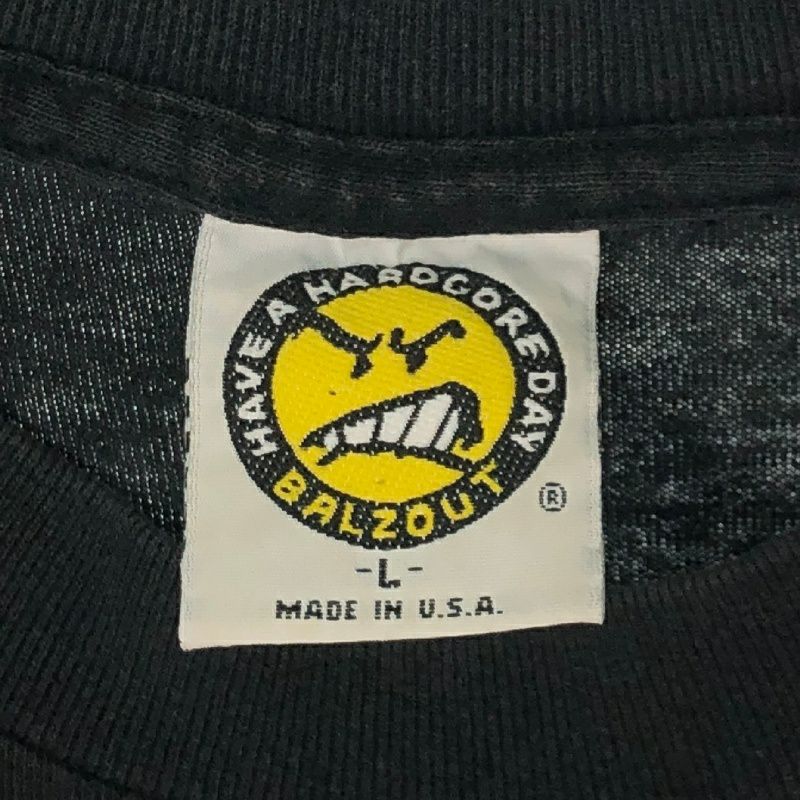 HAVE A HARDCORE DAY
BALZOUT
®
-L-
MADE IN U.S.A.